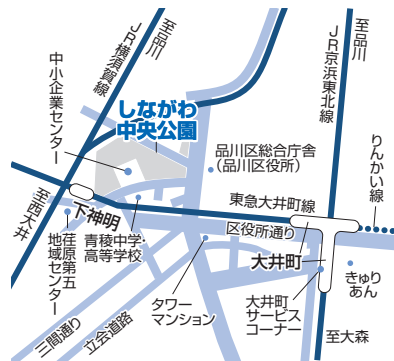 至品川
JR横須賀線
中小企業センター
しながわ
中央公園
至品川
JR京浜東北線
品川区総合庁舎
(品川区役所)
りんかい線
東急大井町線
区役所通り
至西大井
下神明
荏原第五
地域センター
青稜中学・
高等学校
大井町
きゅり
あん
タワー
マンション
大井町
サービス
コーナー
三間通り
立会道路
至大森